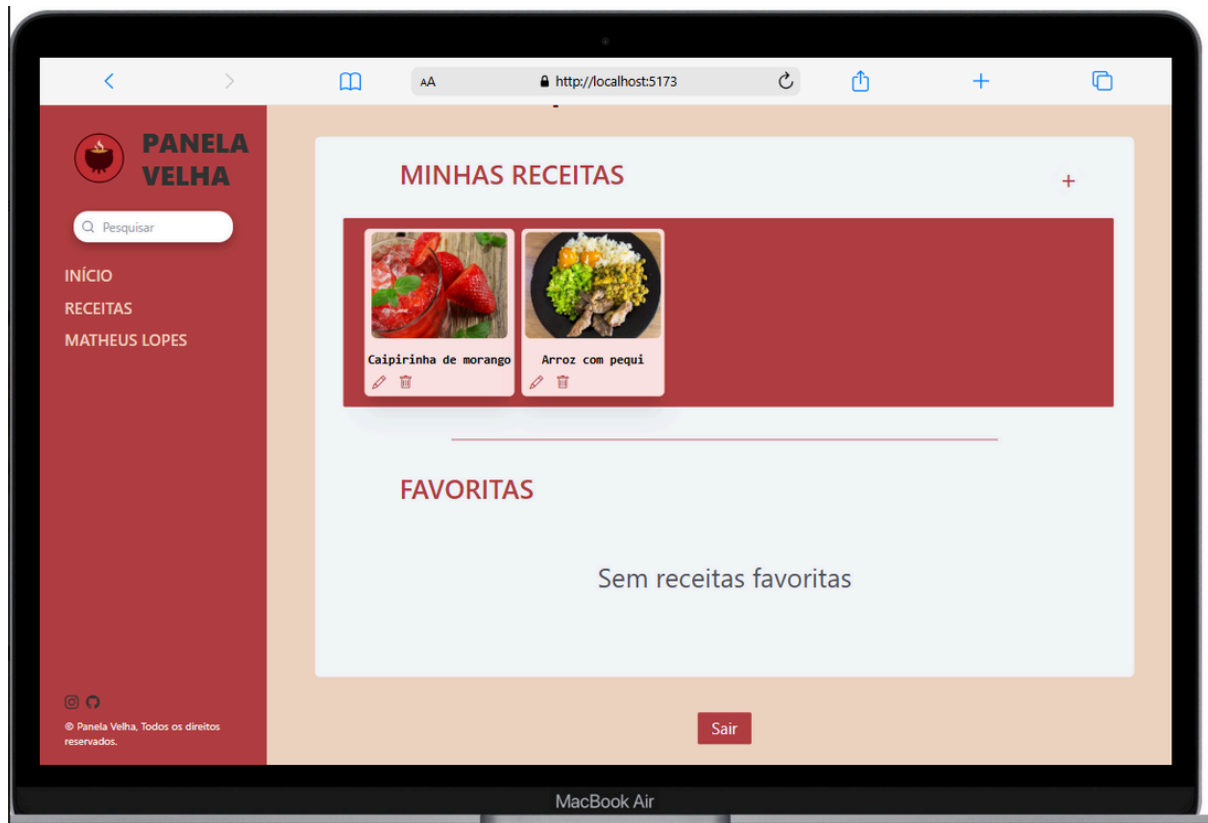 AA
http://localhost:5173
PANELA
VELHA
Pesquisar
INÍCIO
RECEITAS
MATHEUS LOPES
© Panela Velha, Todos os direitos
reservados.
MINHAS RECEITAS
+
Caipirinha de morango
Arroz com pequi
FAVORITAS
Sem receitas favoritas
Sair
MacBook Air